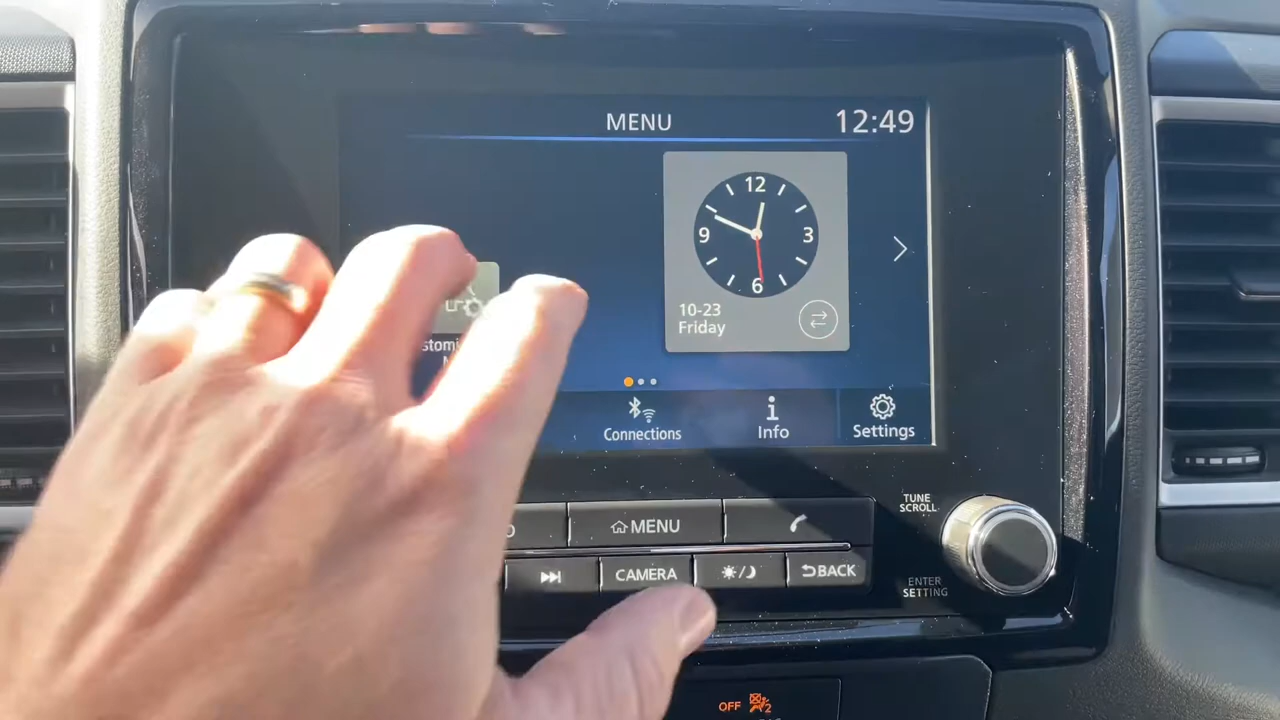 MENU
12:49
12
9
3
6
10-23
Friday
Connections
Info
Settings
TUNE
SCROLL
MENU
CAMERA
BACK
ENTER
SETTING
OFF
2